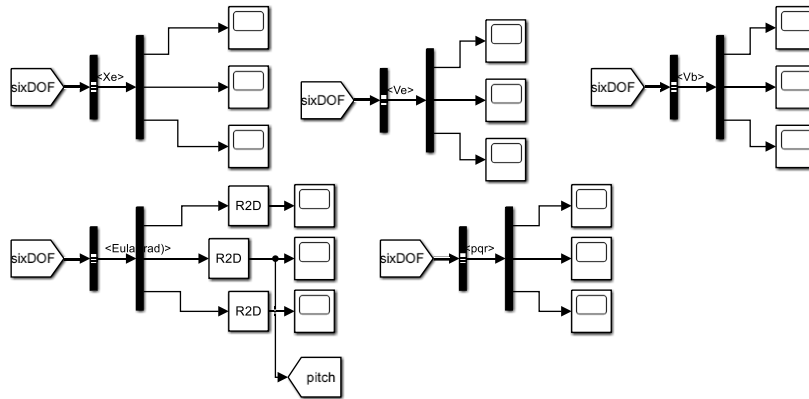 sixDOF <Xe>
sixDOF <Ve>
sixDOF <Vb>
sixDOF R2D
R2D
R2D
pitch
sixDOF <pqr>